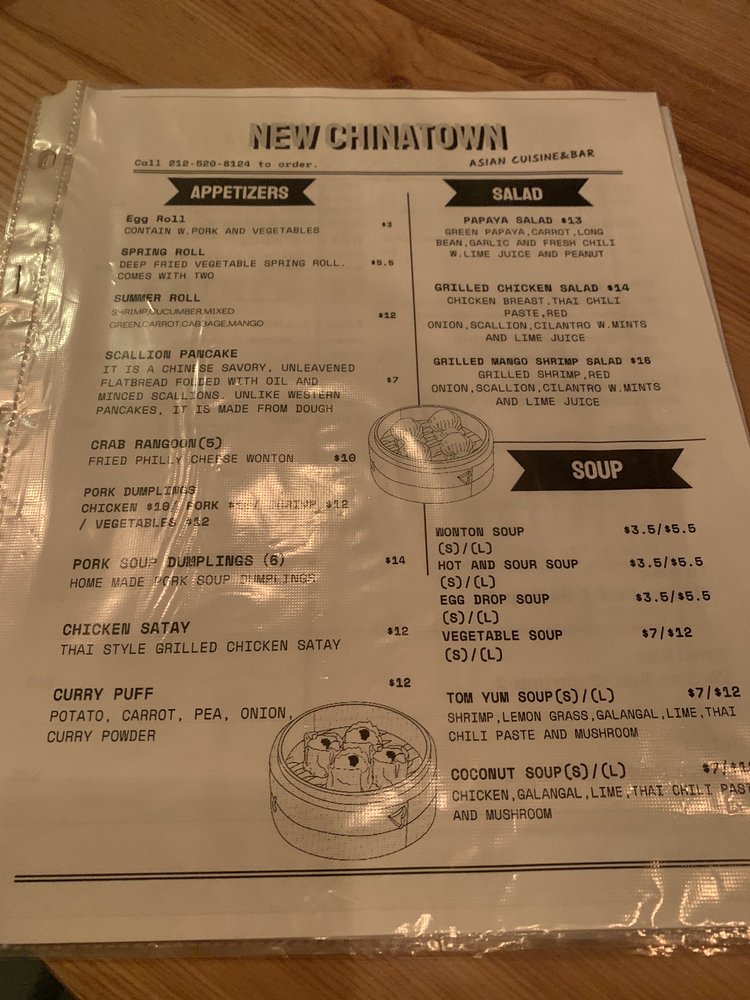 NEW CHINATOWN
ASIAN CUISINE&BAR
Call 212-520-8124 to order.
APPETIZERS
Egg Roll
CONTAIN W.PORK AND VEGETABLES $3
SPRING ROLL
DEEP FRIED VEGETABLE SPRING ROLL. $5.5
COMES WITH TWO
SUMMER ROLL
SHRIMP,CUCUMBER,MIXED $12
GREEN,CARROT,CABBAGE,MANGO
SCALLION PANCAKE
IT IS A CHINESE SAVORY, UNLEAVENED
FLATBREAD FOLDED WITH OIL AND $7
MINCED SCALLIONS. UNLIKE WESTERN
PANCAKES, IT IS MADE FROM DOUGH
CRAB RANGOON(5)
FRIED PHILLY CHEESE WONTON $10
PORK DUMPLINGS
CHICKEN $10/ PORK / SHRIMP $12
/ VEGETABLES $12
PORK SOUP DUMPLINGS (6) $14
HOME MADE PORK SOUP DUMPLINGS
CHICKEN SATAY $12
THAI STYLE GRILLED CHICKEN SATAY
CURRY PUFF $12
POTATO, CARROT, PEA, ONION,
CURRY POWDER
SALAD
PAPAYA SALAD $13
GREEN PAPAYA,CARROT,LONG
BEAN,GARLIC AND FRESH CHILI
W.LIME JUICE AND PEANUT
GRILLED CHICKEN SALAD $14
CHICKEN BREAST,THAI CHILI
PASTE,RED
ONION,SCALLION,CILANTRO W.MINTS
AND LIME JUICE
GRILLED MANGO SHRIMP SALAD $16
GRILLED SHRIMP,RED
ONION,SCALLION,CILANTRO W.MINTS
AND LIME JUICE
SOUP
WONTON SOUP $3.5/$5.5
(S)/(L)
HOT AND SOUR SOUP $3.5/$5.5
(S)/(L)
EGG DROP SOUP $3.5/$5.5
(S)/(L)
VEGETABLE SOUP $7/$12
(S)/(L)
TOM YUM SOUP(S)/(L) $7/$12
SHRIMP,LEMON GRASS,GALANGAL,LIME,THAI
CHILI PASTE AND MUSHROOM
COCONUT SOUP(S)/(L)
CHICKEN,GALANGAL,LIME,THAI CHILI PAST
AND MUSHROOM